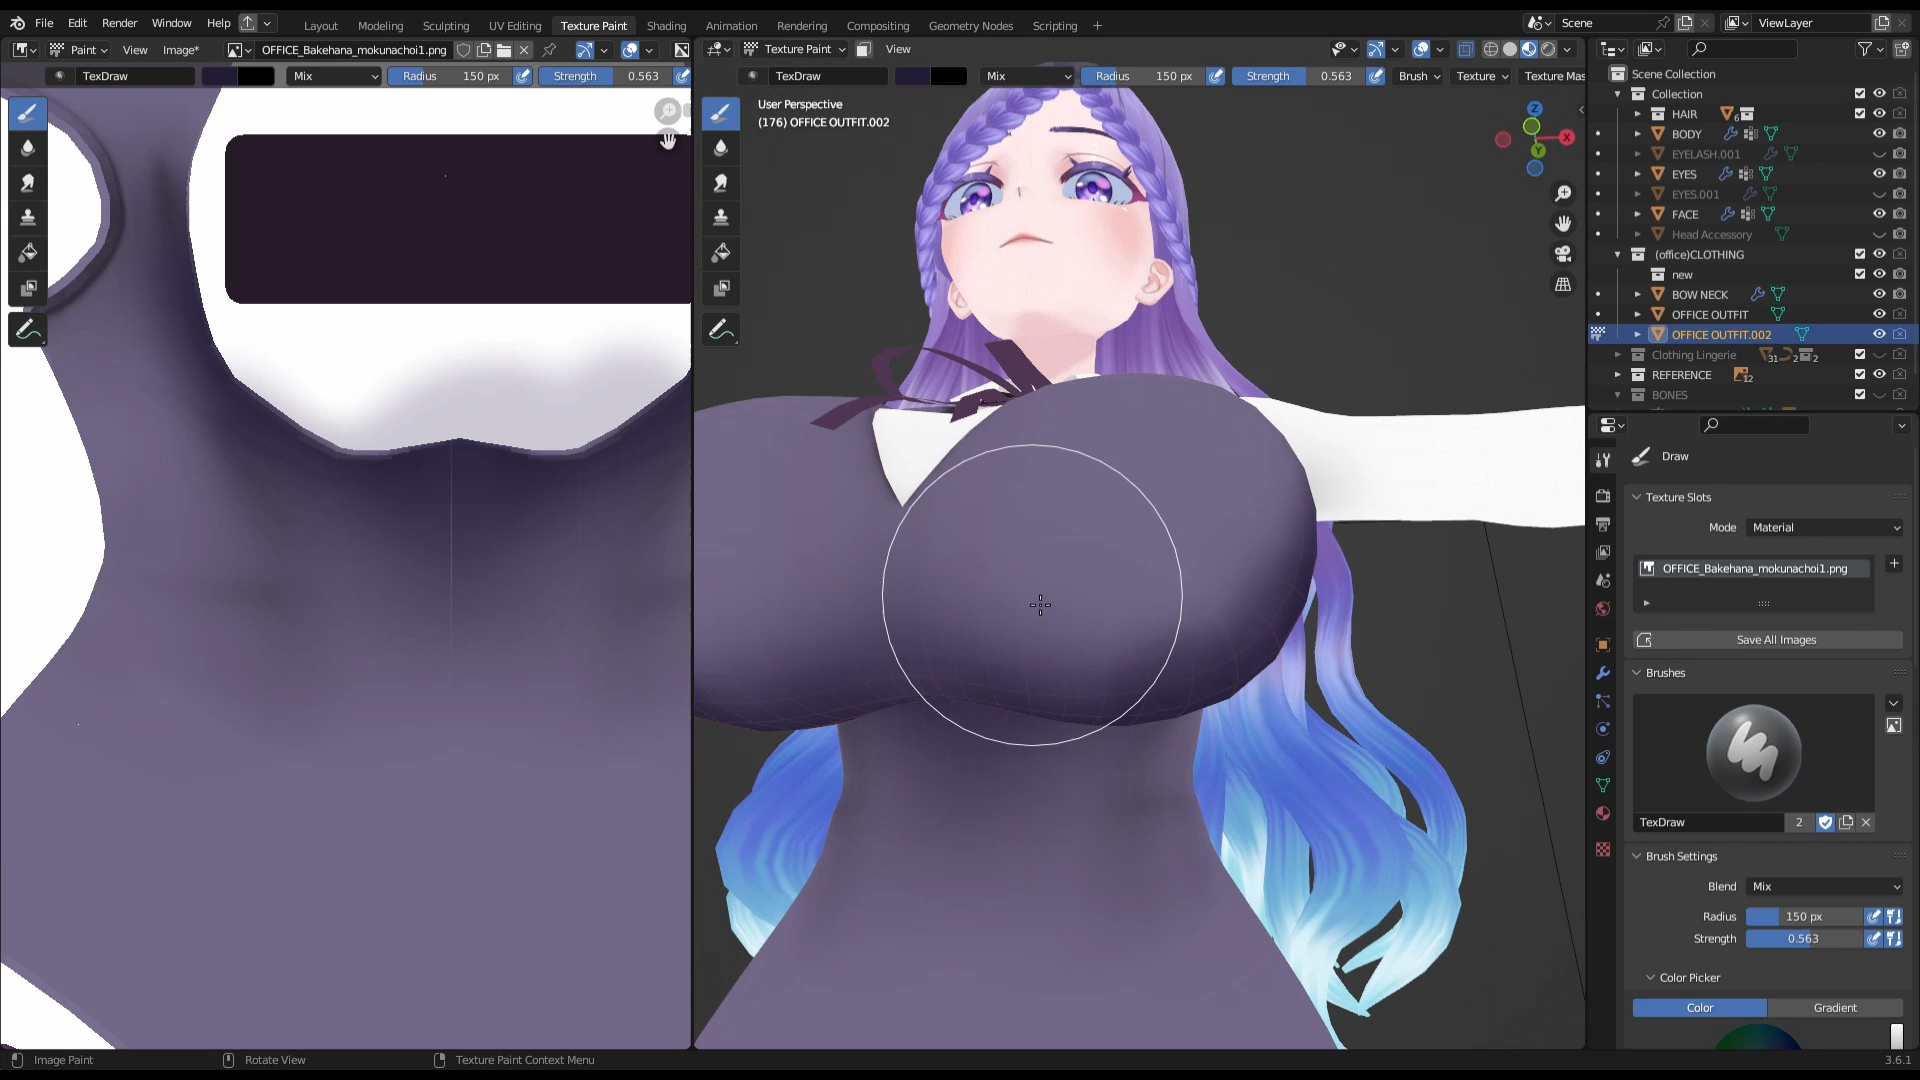 File Edit Render Window Help Layout Modeling Sculpting UV Editing Texture Paint Shading Animation Rendering Compositing Geometry Nodes Scripting + Scene ViewLayer
Paint View Image* OFFICE_Bakehana_mokunachoi1.png Texture Paint View
TexDraw Mix Radius 150 px Strength 0.563 TexDraw Mix Radius 150 px Strength 0.563 Brush Texture Texture Mas
User Perspective
(176) OFFICE OUTFIT.002
Z
X
Y
Scene Collection
Collection
HAIR 6
BODY
EYELASH.001
EYES
EYES.001
FACE
Head Accessory
(office)CLOTHING
new
BOW NECK
OFFICE OUTFIT
OFFICE OUTFIT.002
Clothing Lingerie 31 2 2
REFERENCE 12
BONES
Draw
Texture Slots
Mode Material
OFFICE_Bakehana_mokunachoi1.png
Save All Images
Brushes
TexDraw 2
Brush Settings
Blend Mix
Radius 150 px
Strength 0.563
Color Picker
Color Gradient
Image Paint Rotate View Texture Paint Context Menu 3.6.1